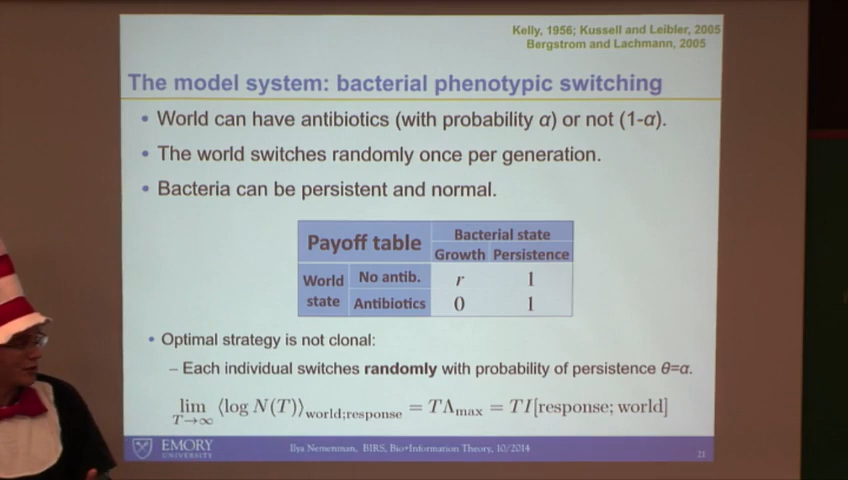 Kelly, 1956; Kussell and Leibler, 2005
Bergstrom and Lachmann, 2005
The model system: bacterial phenotypic switching
• World can have antibiotics (with probability α) or not (1-α).
• The world switches randomly once per generation.
• Bacteria can be persistent and normal.
Payoff table
Bacterial state
Growth Persistence
World state
No antib. r 1
Antibiotics 0 1
• Optimal strategy is not clonal:
– Each individual switches randomly with probability of persistence θ=α.
lim T→∞ ⟨log N(T)⟩world;response = TΛmax = TI[response; world]
EMORY
UNIVERSITY
Ilya Nemenman, BIRS, Bio+Information Theory, 10/2014
21